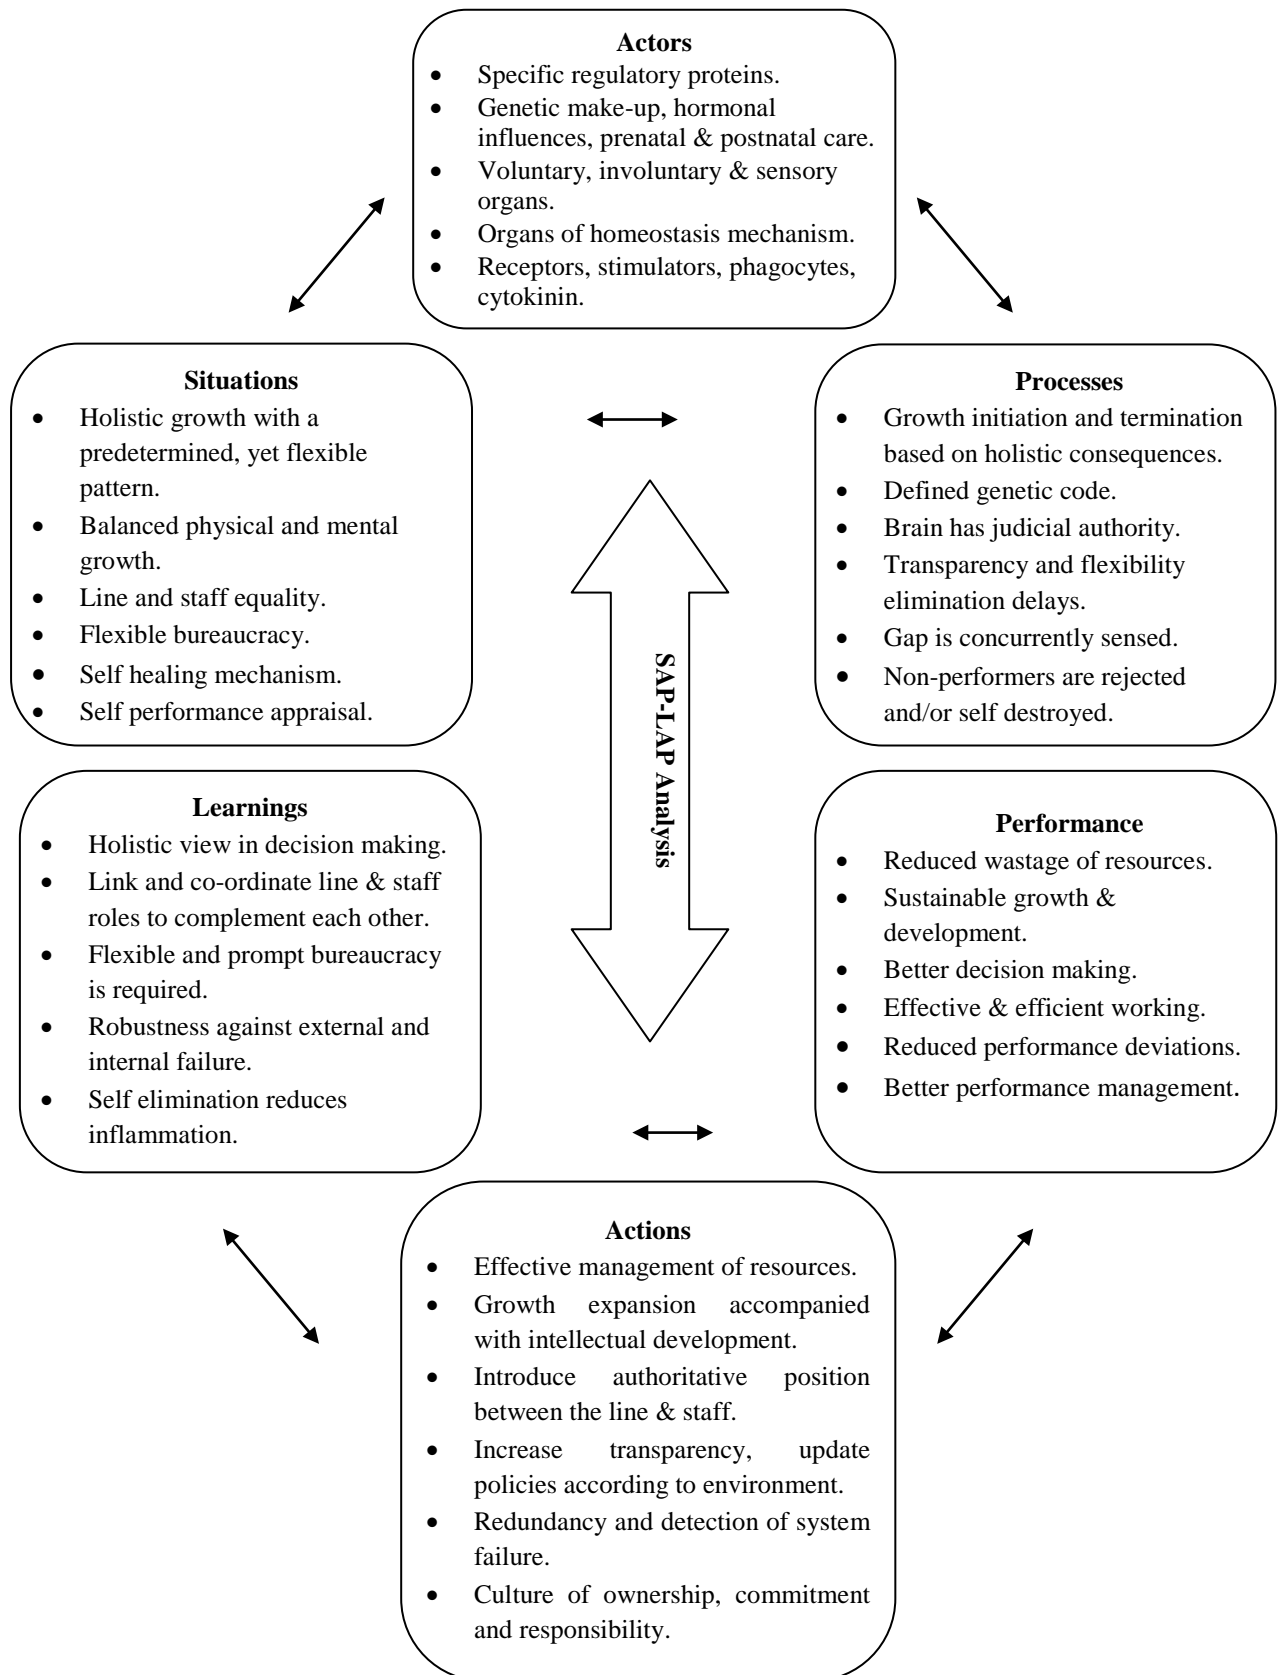 Actors
• Specific regulatory proteins.
• Genetic make-up, hormonal
influences, prenatal & postnatal care.
• Voluntary, involuntary & sensory
organs.
• Organs of homeostasis mechanism.
• Receptors, stimulators, phagocytes,
cytokinin.
Situations
• Holistic growth with a
predetermined, yet flexible
pattern.
• Balanced physical and mental
growth.
• Line and staff equality.
• Flexible bureaucracy.
• Self healing mechanism.
• Self performance appraisal.
Processes
• Growth initiation and termination
based on holistic consequences.
• Defined genetic code.
• Brain has judicial authority.
• Transparency and flexibility
elimination delays.
• Gap is concurrently sensed.
• Non-performers are rejected
and/or self destroyed.
SAP-LAP Analysis
Learnings
• Holistic view in decision making.
• Link and co-ordinate line & staff
roles to complement each other.
• Flexible and prompt bureaucracy
is required.
• Robustness against external and
internal failure.
• Self elimination reduces
inflammation.
Performance
• Reduced wastage of resources.
• Sustainable growth &
development.
• Better decision making.
• Effective & efficient working.
• Reduced performance deviations.
• Better performance management.
Actions
• Effective management of resources.
• Growth expansion accompanied
with intellectual development.
• Introduce authoritative position
between the line & staff.
• Increase transparency, update
policies according to environment.
• Redundancy and detection of system
failure.
• Culture of ownership, commitment
and responsibility.